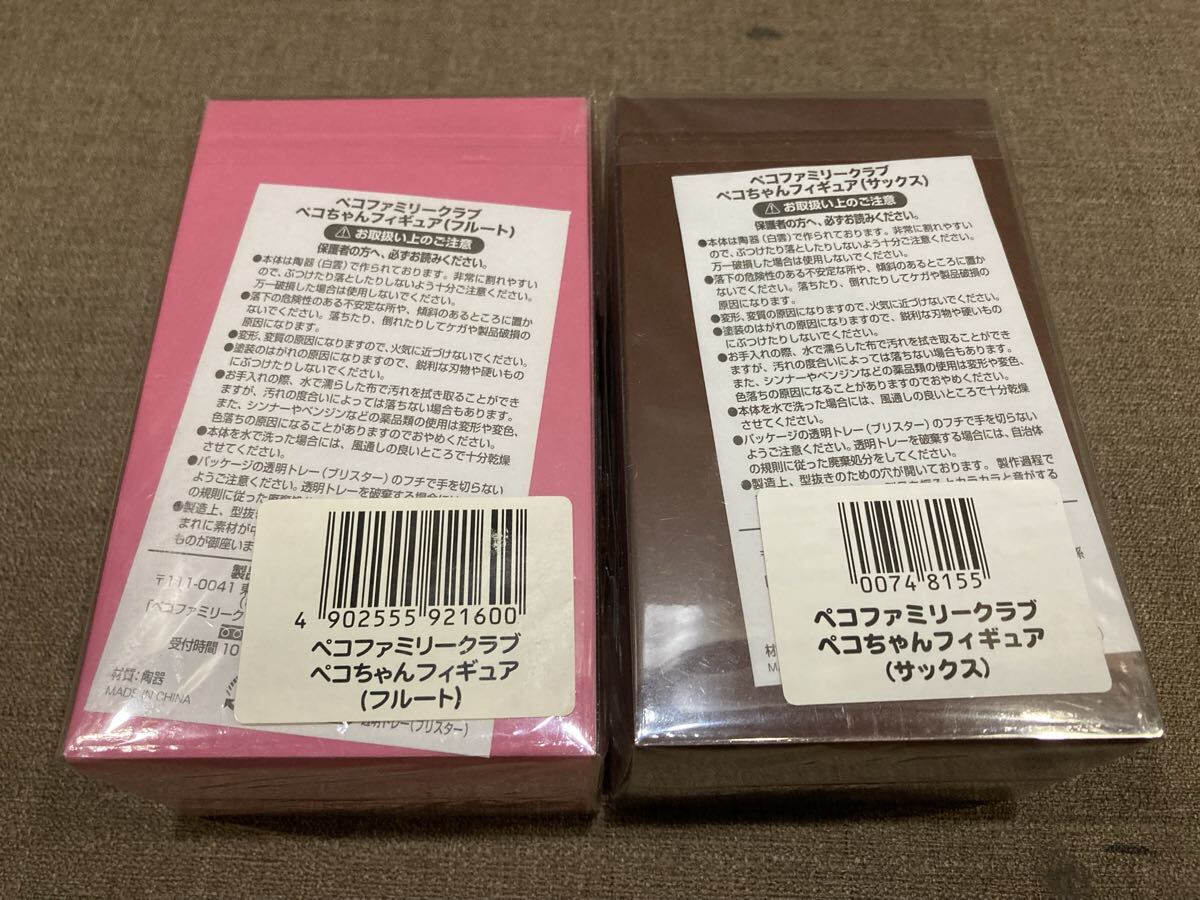 ペコファミリークラブ
ペコちゃんフィギュア(フルート)
⚠お取扱い上のご注意
保護者の方へ、必ずお読みください。
●本体は陶器(白雲)で作られております。非常に割れやすい
ので、ぶつけたり落としたりしないよう十分ご注意ください。
万一破損した場合は使用しないでください。
●落下の危険性のある不安定な所や、傾斜のあるところに置か
ないでください。落ちたり、倒れたりしてケガや製品破損の
原因になります。
●変形、変質の原因になりますので、火気に近づけないでください。
●塗装のはがれの原因になりますので、鋭利な刃物や硬いもの
にぶつけたりしないでください。
●お手入れの際、水で濡らした布で汚れを拭き取ることができ
ますが、汚れの度合いによっては落ちない場合もあります。
また、シンナーやベンジンなどの薬品類の使用は変形や変色、
色落ちの原因になることがありますのでおやめください。
●本体を水で洗った場合には、風通しの良いところで十分乾燥
させてください。
●パッケージの透明トレー(ブリスター)のフチで手を切らない
ようご注意ください。透明トレーを破棄する場合には、
の規則に従った廃棄処分
●製造上、型抜き
まれに素材が中
ものが御座いま
製
〒111-0041 東
「ペコファミリーク
受付時間 10
材質:陶器
MADE IN CHINA
透明トレー(ブリスター)
4 902555 921600
ペコファミリークラブ
ペコちゃんフィギュア
(フルート)
ペコファミリークラブ
ペコちゃんフィギュア(サックス)
⚠お取扱い上のご注意
保護者の方へ、必ずお読みください。
●本体は陶器(白雲)で作られております。非常に割れやすい
ので、ぶつけたり落としたりしないよう十分ご注意ください。
万一破損した場合は使用しないでください。
●落下の危険性のある不安定な所や、傾斜のあるところに置か
ないでください。落ちたり、倒れたりしてケガや製品破損の
原因になります。
●変形、変質の原因になりますので、火気に近づけないでください。
●塗装のはがれの原因になりますので、鋭利な刃物や硬いもの
にぶつけたりしないでください。
●お手入れの際、水で濡らした布で汚れを拭き取ることができ
ますが、汚れの度合いによっては落ちない場合もあります。
また、シンナーやベンジンなどの薬品類の使用は変形や変色、
色落ちの原因になることがありますのでおやめください。
●本体を水で洗った場合には、風通しの良いところで十分乾燥
させてください。
●パッケージの透明トレー(ブリスター)のフチで手を切らない
ようご注意ください。透明トレーを破棄する場合には、自治体
の規則に従った廃棄処分をしてください。
●製造上、型抜きのための穴が開いております。製作過程で
カラカラと音がする
系
材
M
0074 8155
ペコファミリークラブ
ペコちゃんフィギュア
(サックス)